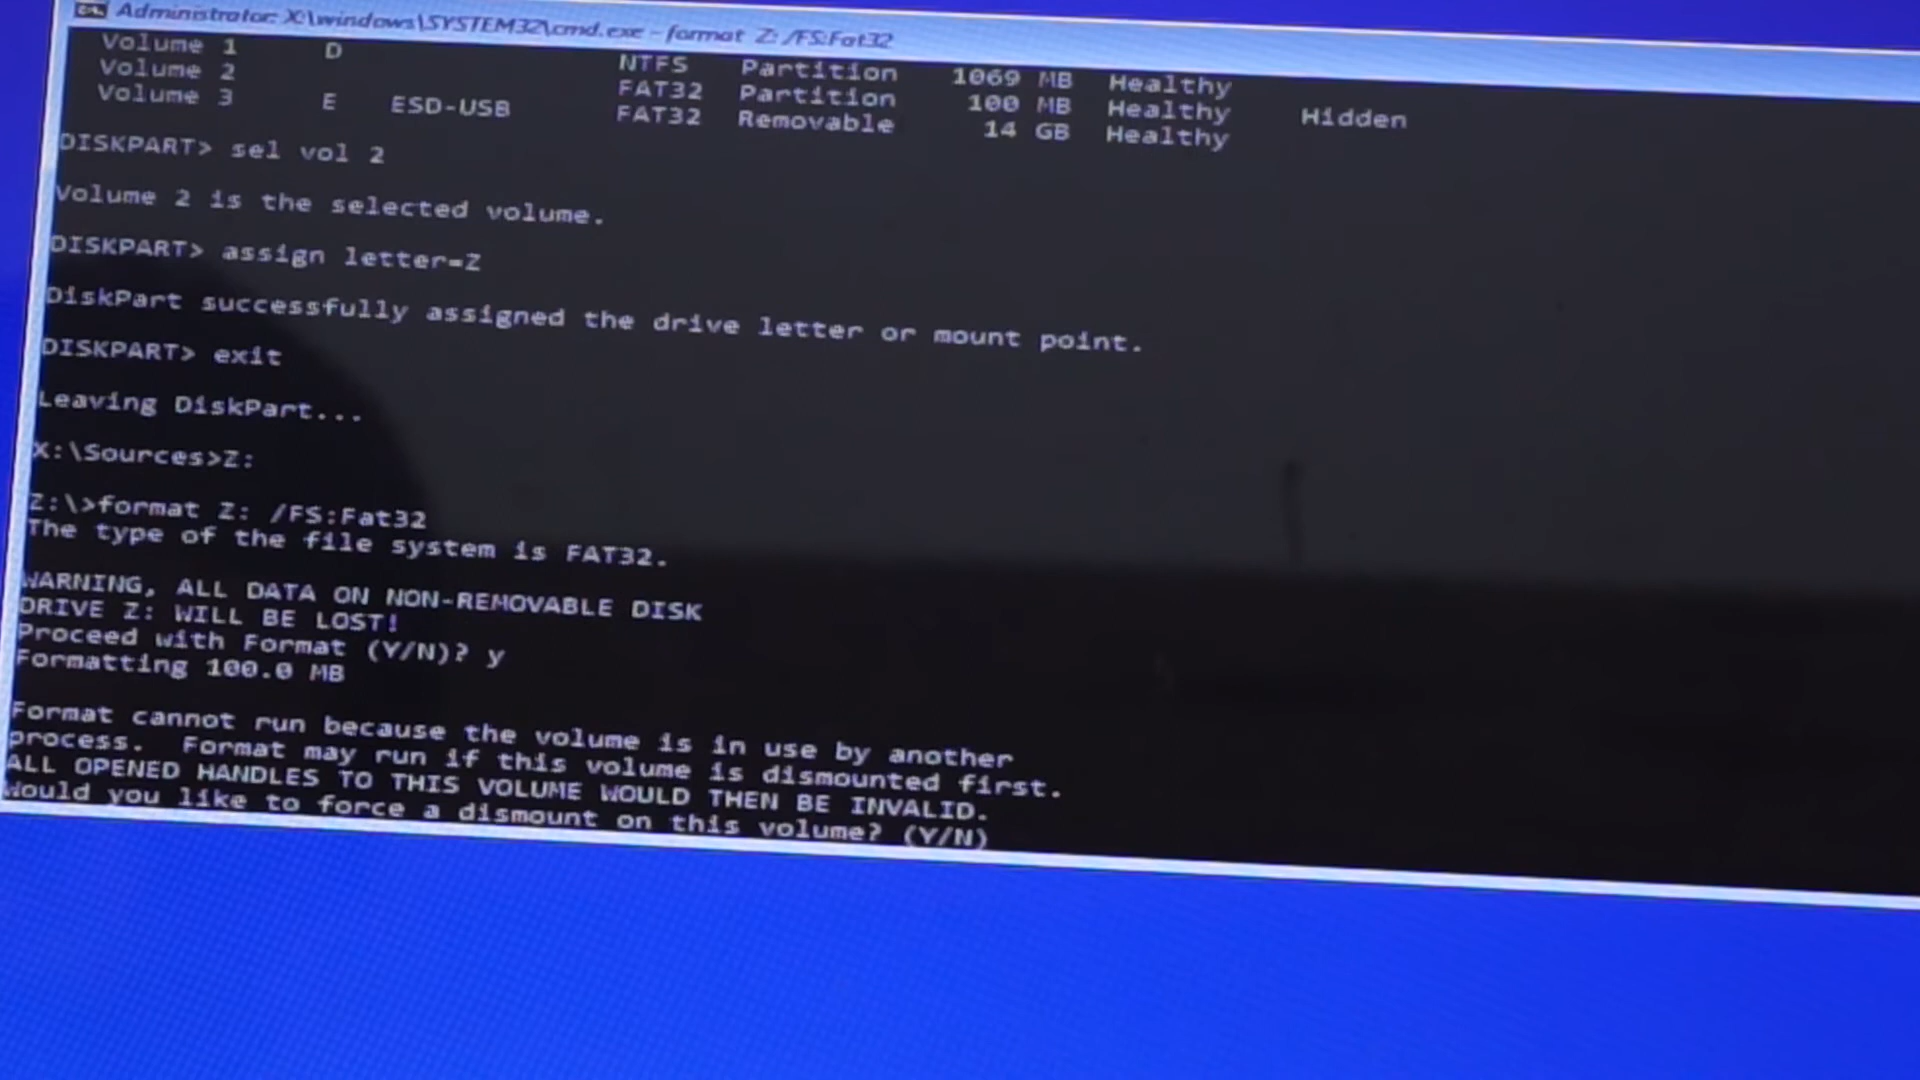 Administrator: X:\windows\SYSTEM32\cmd.exe - format Z: /FS:Fat32
Volume 1 D NTFS Partition 1069 MB Healthy
Volume 2 FAT32 Partition 100 MB Healthy Hidden
Volume 3 E ESD-USB FAT32 Removable 14 GB Healthy
DISKPART> sel vol 2
Volume 2 is the selected volume.
DISKPART> assign letter=Z
DiskPart successfully assigned the drive letter or mount point.
DISKPART> exit
Leaving DiskPart...
X:\Sources>Z:
Z:\>format Z: /FS:Fat32
The type of the file system is FAT32.
WARNING, ALL DATA ON NON-REMOVABLE DISK
DRIVE Z: WILL BE LOST!
Proceed with Format (Y/N)? y
Formatting 100.0 MB
Format cannot run because the volume is in use by another
process.  Format may run if this volume is dismounted first.
ALL OPENED HANDLES TO THIS VOLUME WOULD THEN BE INVALID.
Would you like to force a dismount on this volume? (Y/N)